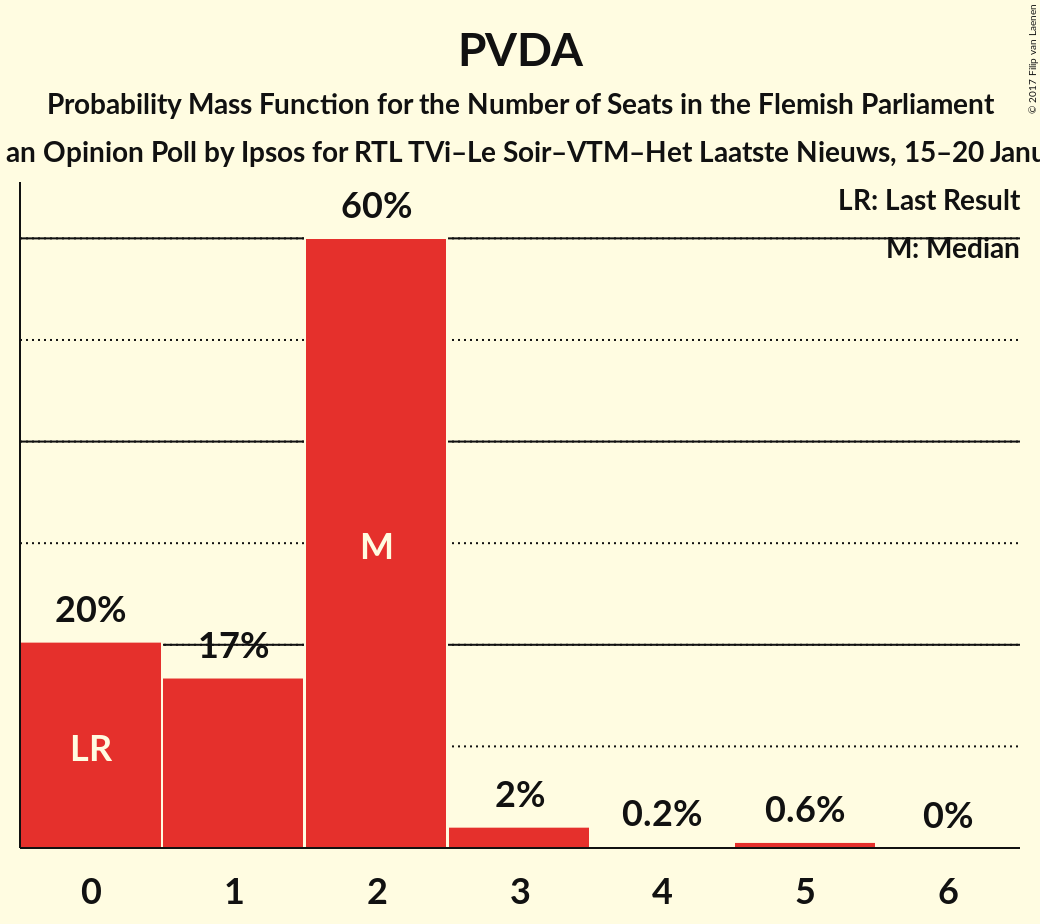 PVDA
Probability Mass Function for the Number of Seats in the Flemish Parliament
an Opinion Poll by Ipsos for RTL TVi–Le Soir–VTM–Het Laatste Nieuws, 15–20
© 2017 Filip van Laenen
LR: Last Result
M: Median
60%
20%
17%
2%
0.2%
0.6%
0%
M
LR
0 1 2 3 4 5 6